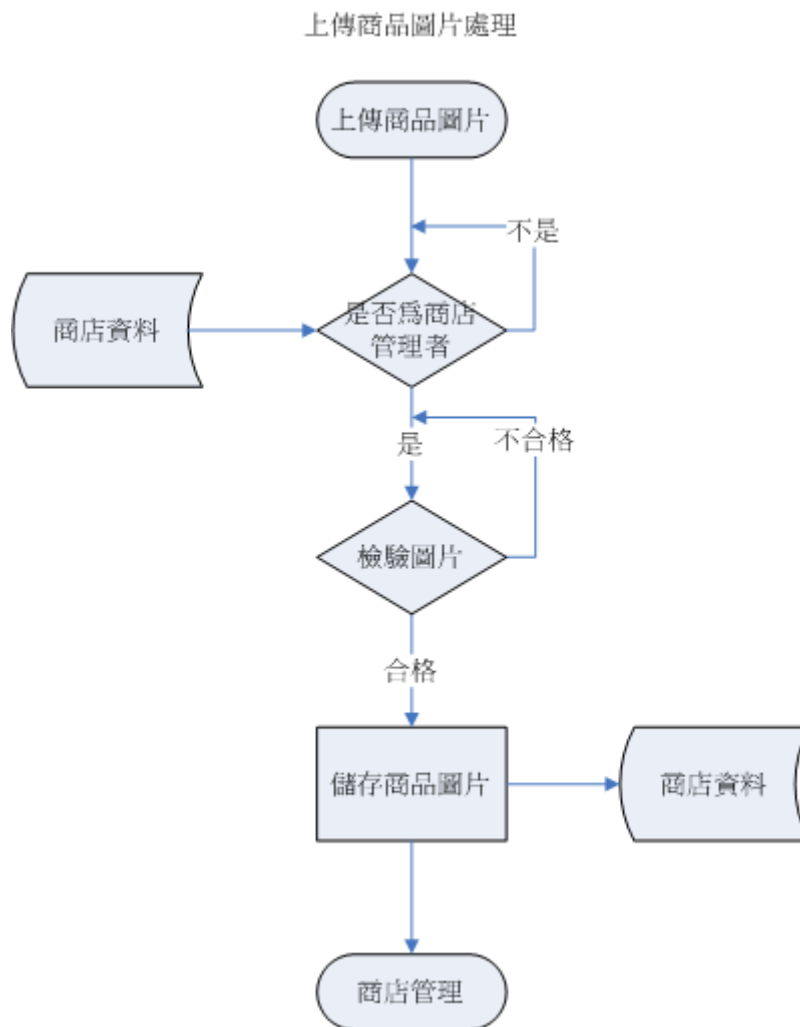 上傳商品圖片處理
上傳商品圖片
不是
商店資料
是否爲商店
管理者
是
不合格
檢驗圖片
合格
儲存商品圖片
商店資料
商店管理